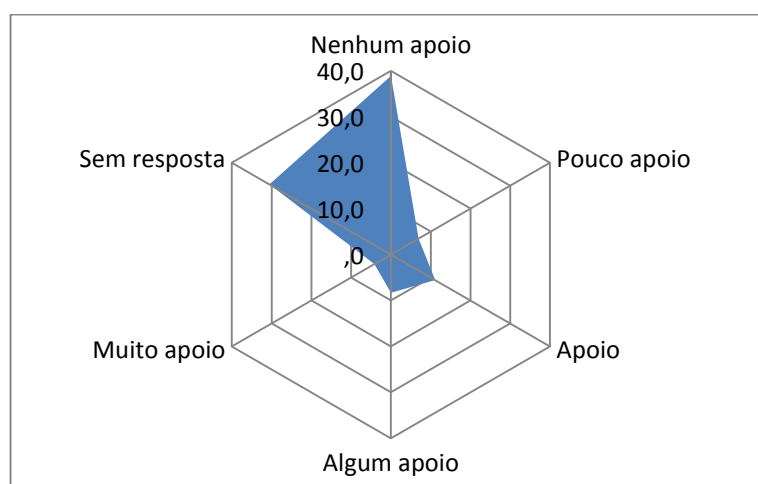 Nenhum apoio
40,0
30,0
Sem resposta
Pouco apoio
20,0
10,0
,0
Muito apoio
Apoio
Algum apoio